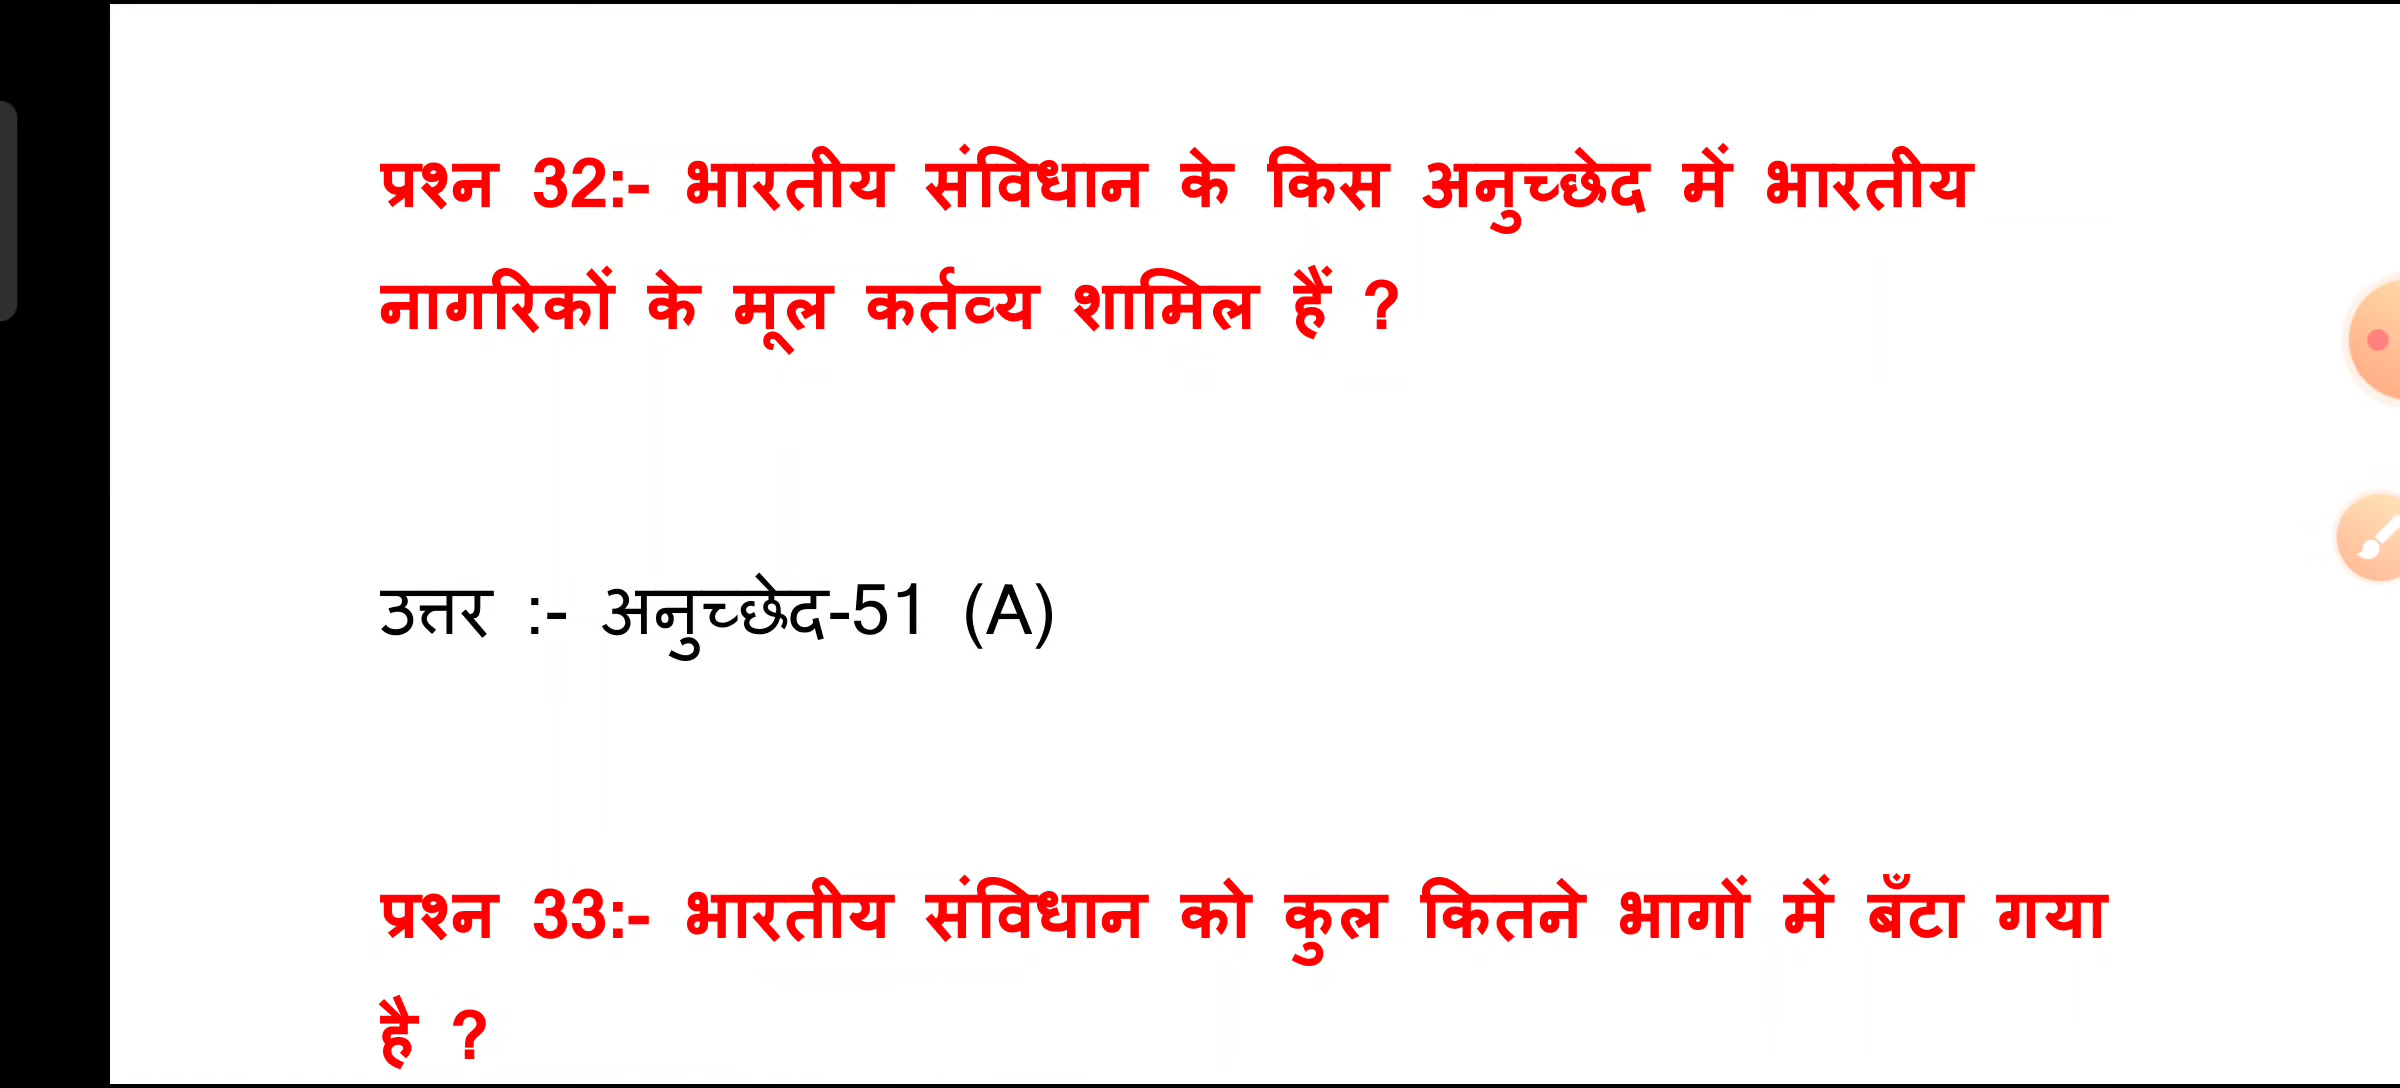 प्रश्न 32:- भारतीय संविधान के किस अनुच्छेद में भारतीय
नागरिकों के मूल कर्तव्य शामिल हैं ?
उत्तर :- अनुच्छेद-51 (A)
प्रश्न 33:- भारतीय संविधान को कुल कितने भागों में बँटा गया
है ?